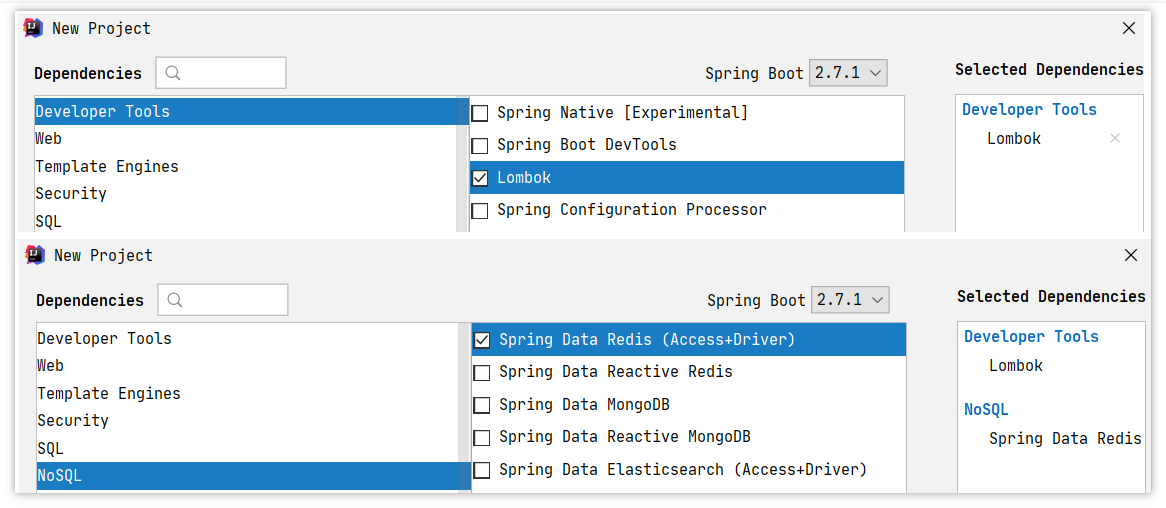 New Project
Dependencies
Spring Boot 2.7.1
Selected Dependencies
Developer Tools
Web
Template Engines
Security
SQL
Spring Native [Experimental]
Spring Boot DevTools
Lombok
Spring Configuration Processor
Developer Tools
Lombok
New Project
Dependencies
Spring Boot 2.7.1
Selected Dependencies
Developer Tools
Web
Template Engines
Security
SQL
NoSQL
Spring Data Redis (Access+Driver)
Spring Data Reactive Redis
Spring Data MongoDB
Spring Data Reactive MongoDB
Spring Data Elasticsearch (Access+Driver)
Developer Tools
Lombok
NoSQL
Spring Data Redis